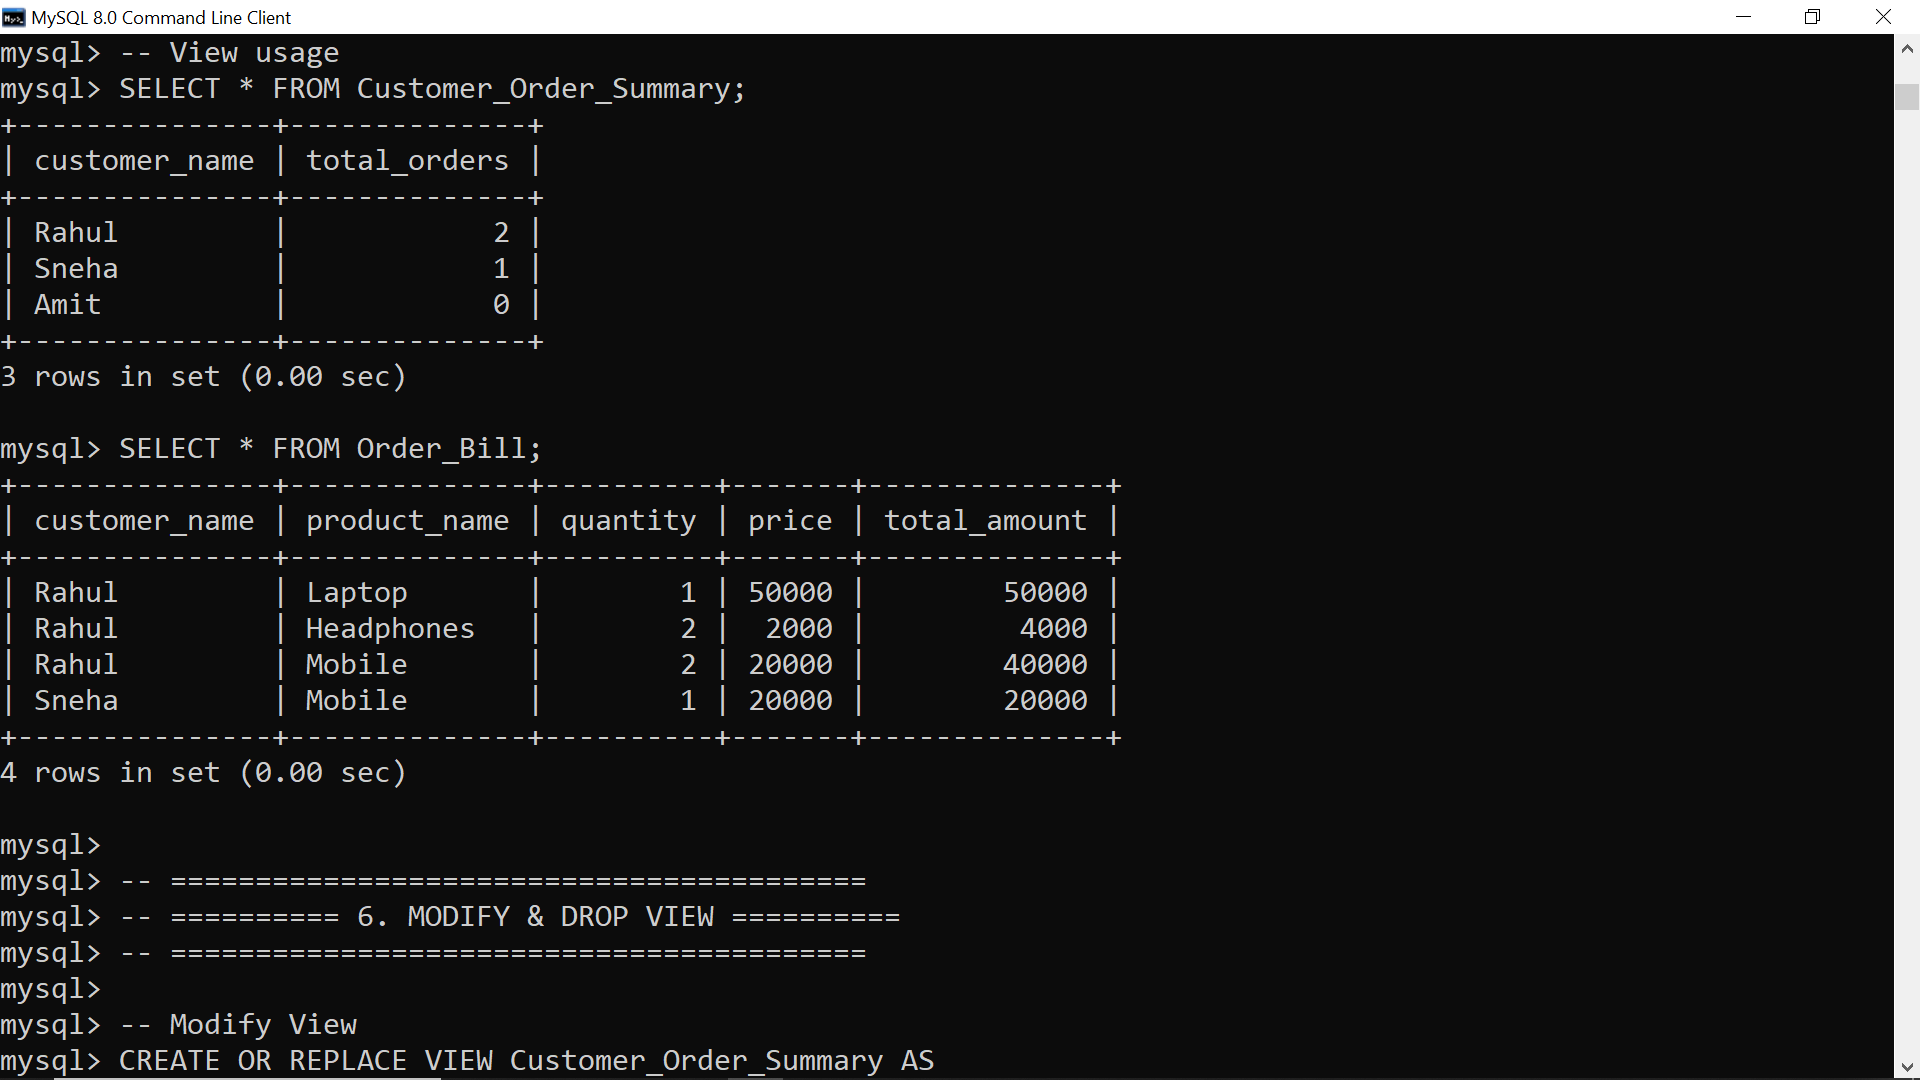 MySQL 8.0 Command Line Client
mysql> -- View usage
mysql> SELECT * FROM Customer_Order_Summary;
+---------------+--------------+
| customer_name | total_orders |
+---------------+--------------+
| Rahul         |            2 |
| Sneha         |            1 |
| Amit          |            0 |
+---------------+--------------+
3 rows in set (0.00 sec)

mysql> SELECT * FROM Order_Bill;
+---------------+--------------+----------+-------+--------------+
| customer_name | product_name | quantity | price | total_amount |
+---------------+--------------+----------+-------+--------------+
| Rahul         | Laptop       |        1 | 50000 |        50000 |
| Rahul         | Headphones   |        2 |  2000 |         4000 |
| Rahul         | Mobile       |        2 | 20000 |        40000 |
| Sneha         | Mobile       |        1 | 20000 |        20000 |
+---------------+--------------+----------+-------+--------------+
4 rows in set (0.00 sec)

mysql>
mysql> -- =========================================
mysql> -- ========== 6. MODIFY & DROP VIEW ==========
mysql> -- =========================================
mysql>
mysql> -- Modify View
mysql> CREATE OR REPLACE VIEW Customer_Order_Summary AS